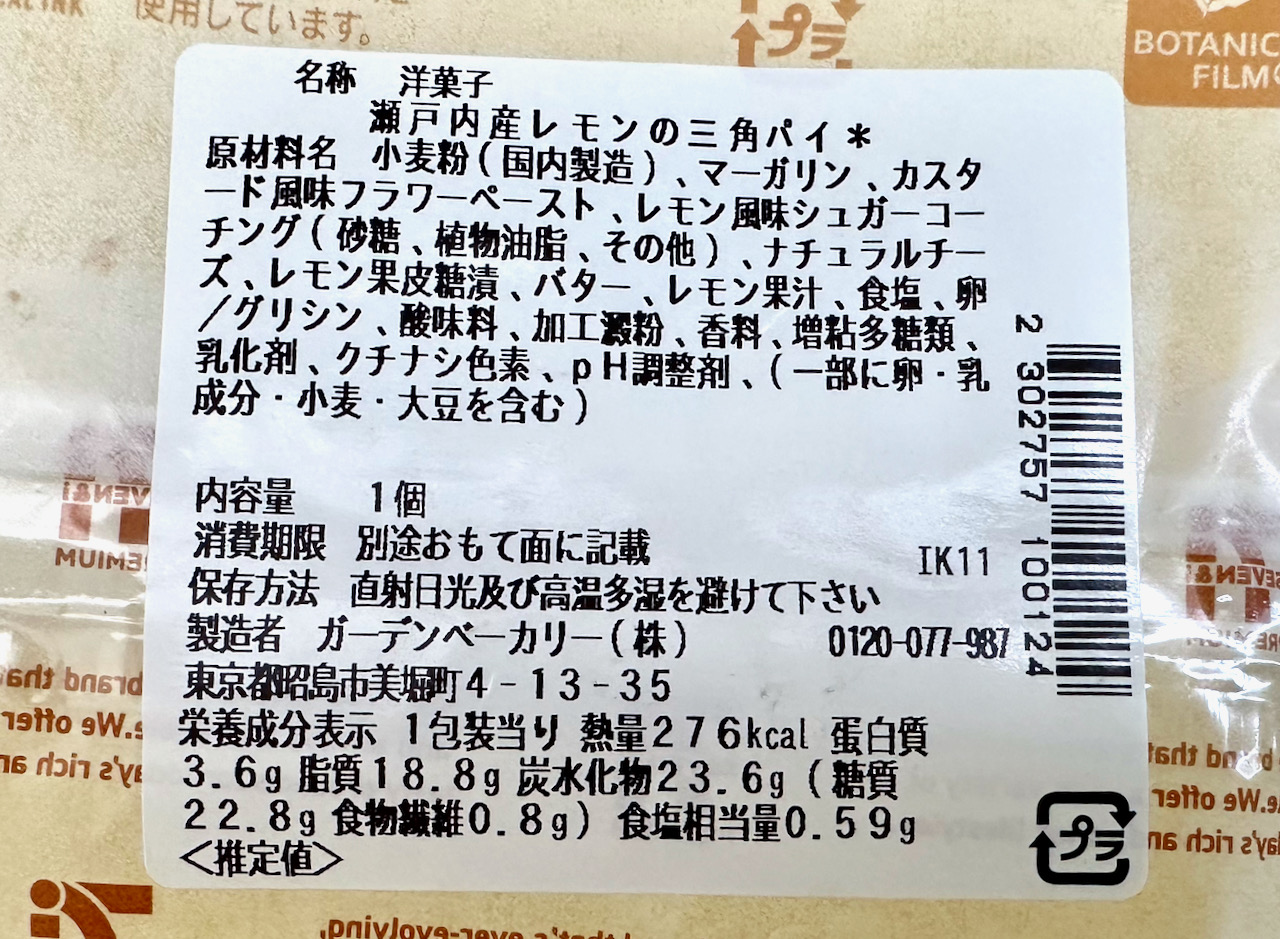 使用しています。
プラ
BOTANIC
FILM
名称 洋菓子
瀬戸内産レモンの三角パイ*
原材料名 小麦粉(国内製造)、マーガリン、カスタ
ード風味フラワーペースト、レモン風味シュガーコー
チング(砂糖、植物油脂、その他)、ナチュラルチー
ズ、レモン果皮糖漬、バター、レモン果汁、食塩、卵
/グリシン、酸味料、加工澱粉、香料、増粘多糖類、
乳化剤、クチナシ色素、pH調整剤、(一部に卵・乳
成分・小麦・大豆を含む)
内容量 1個
消費期限 別途おもて面に記載
IK11
保存方法 直射日光及び高温多湿を避けて下さい
製造者 ガーデンベーカリー(株) 0120-077-987
東京都昭島市美堀町4-13-35
栄養成分表示 1包装当り 熱量276kcal 蛋白質
3.6g 脂質18.8g 炭水化物23.6g(糖質
22.8g 食物繊維0.8g) 食塩相当量0.59g
<推定値>
2 302757 100124
プラ
brand that
We offer
day's rich and
that's ever-evolving,